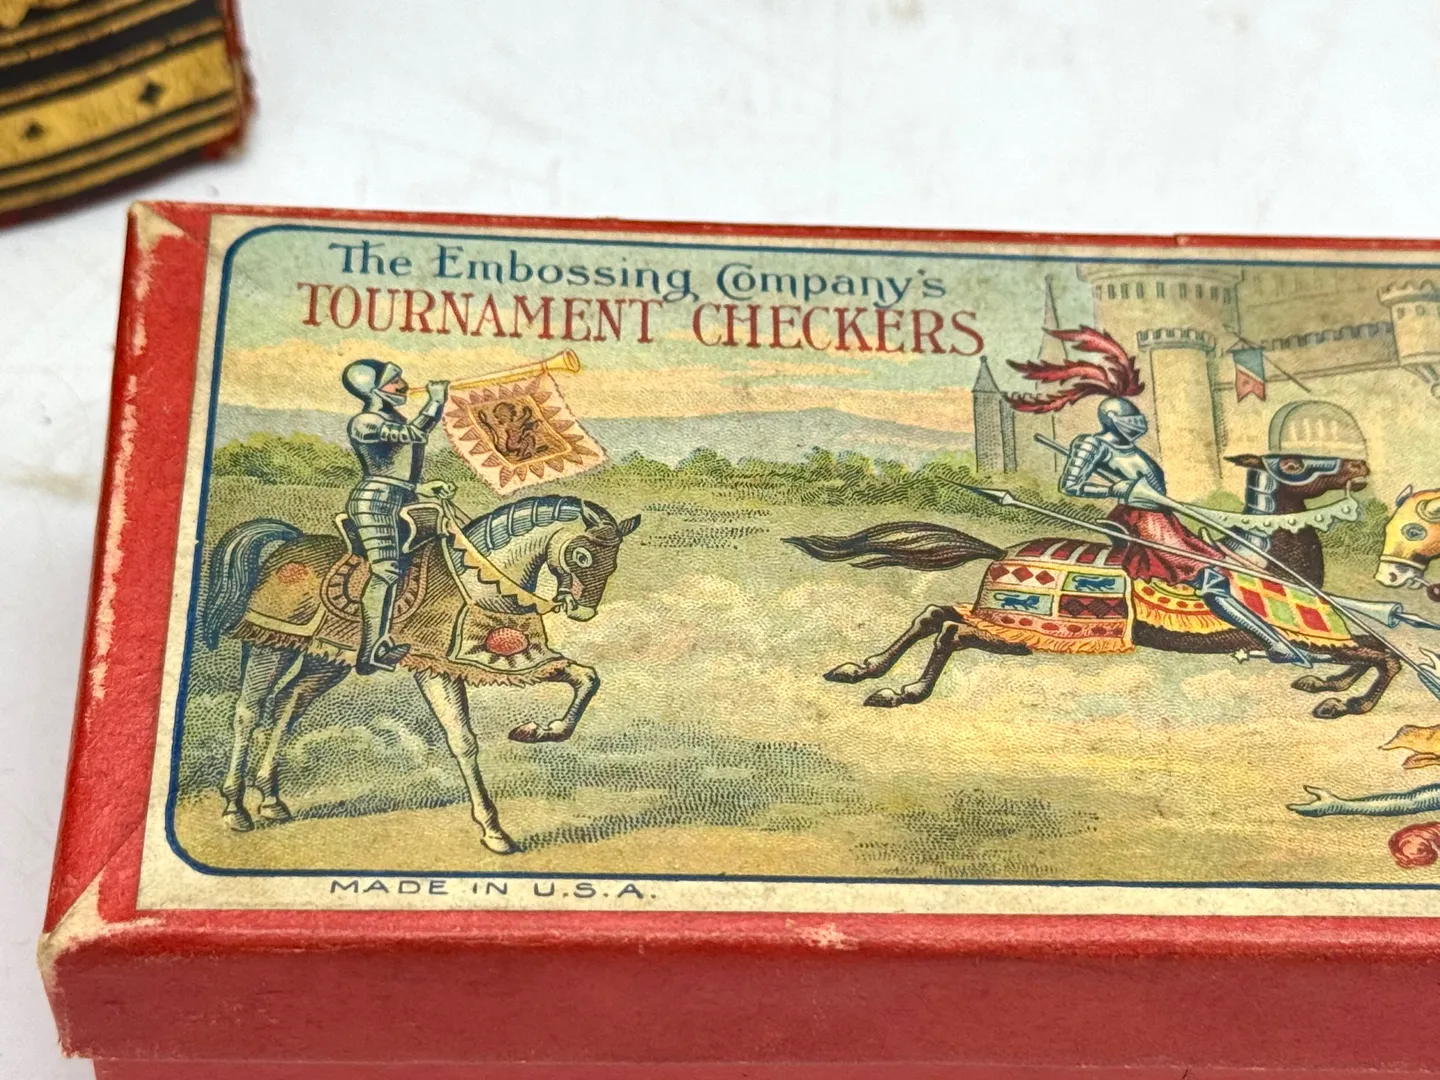 The Embossing Company's
TOURNAMENT CHECKERS
MADE IN U.S.A.